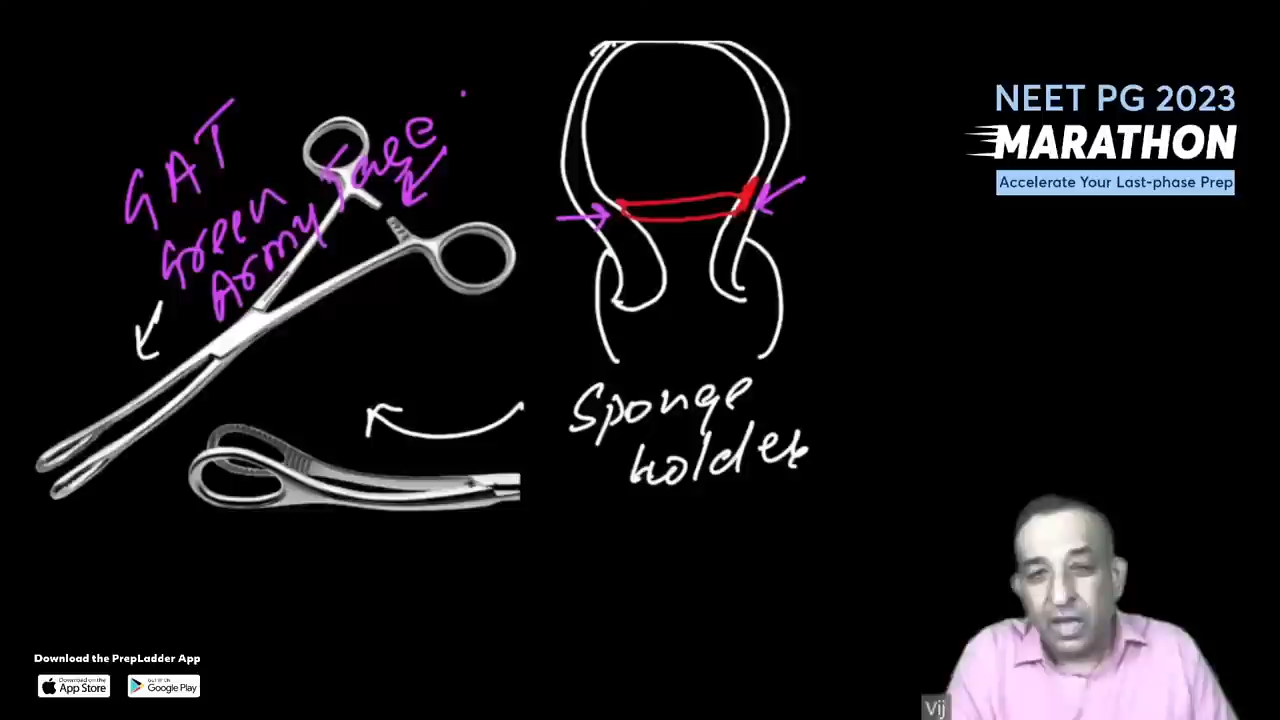 NEET PG 2023
MARATHON
Accelerate Your Last-phase Prep
GAT
Green
Army
Sponge
holder
Download the PrepLadder App
Download on the
App Store
GET IT ON
Google Play
Vij